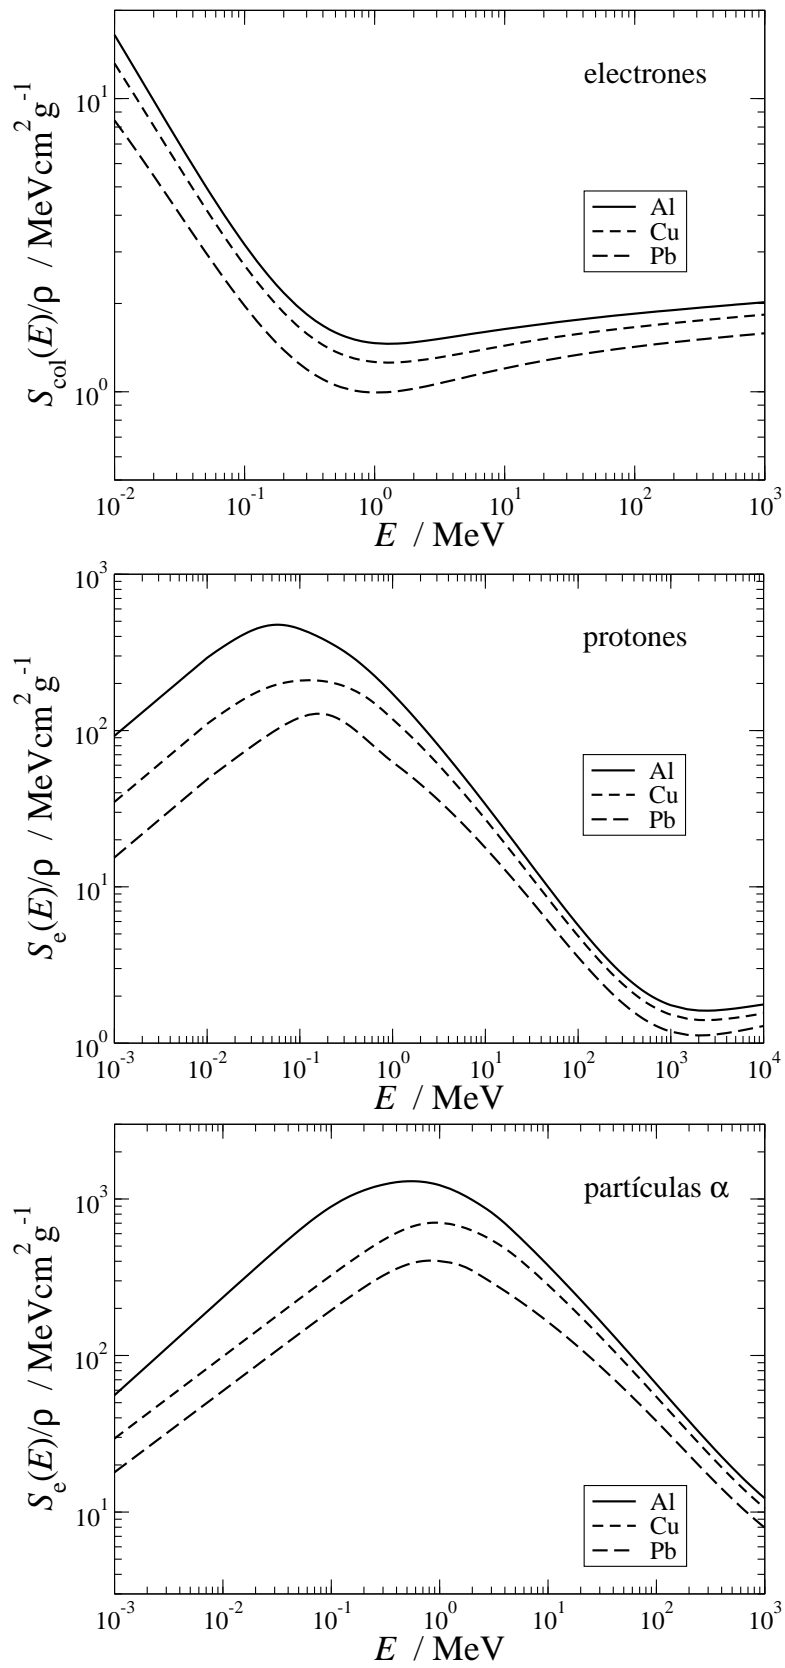 electrones
S_col(E)/ρ / MeVcm^2g^-1
10^1
10^0
Al
Cu
Pb
10^-2 10^-1 10^0 10^1 10^2 10^3
E / MeV
protones
S_e(E)/ρ / MeVcm^2g^-1
10^3
10^2
10^1
10^0
Al
Cu
Pb
10^-3 10^-2 10^-1 10^0 10^1 10^2 10^3 10^4
E / MeV
partículas α
S_e(E)/ρ / MeVcm^2g^-1
10^3
10^2
10^1
Al
Cu
Pb
10^-3 10^-2 10^-1 10^0 10^1 10^2 10^3
E / MeV